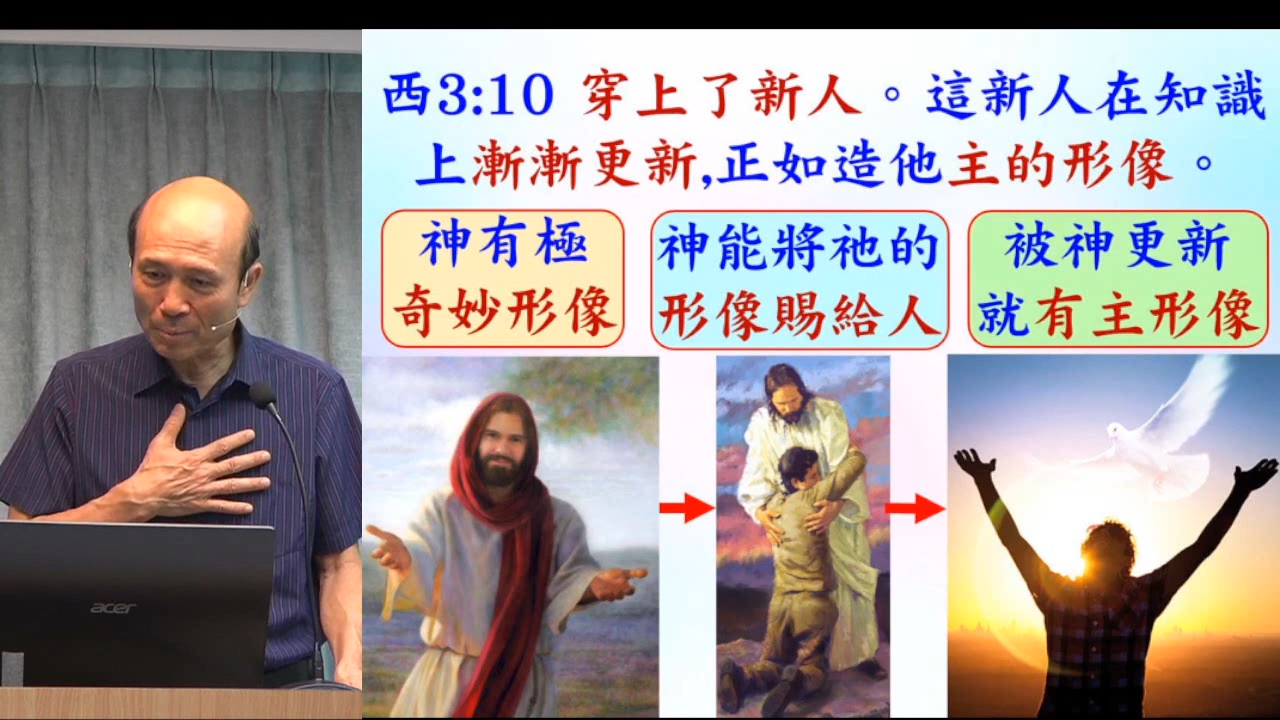 西3:10 穿上了新人。這新人在知識
上漸漸更新,正如造他主的形像。
神有極
奇妙形像
神能將祂的
形像賜給人
被神更新
就有主形像
acer